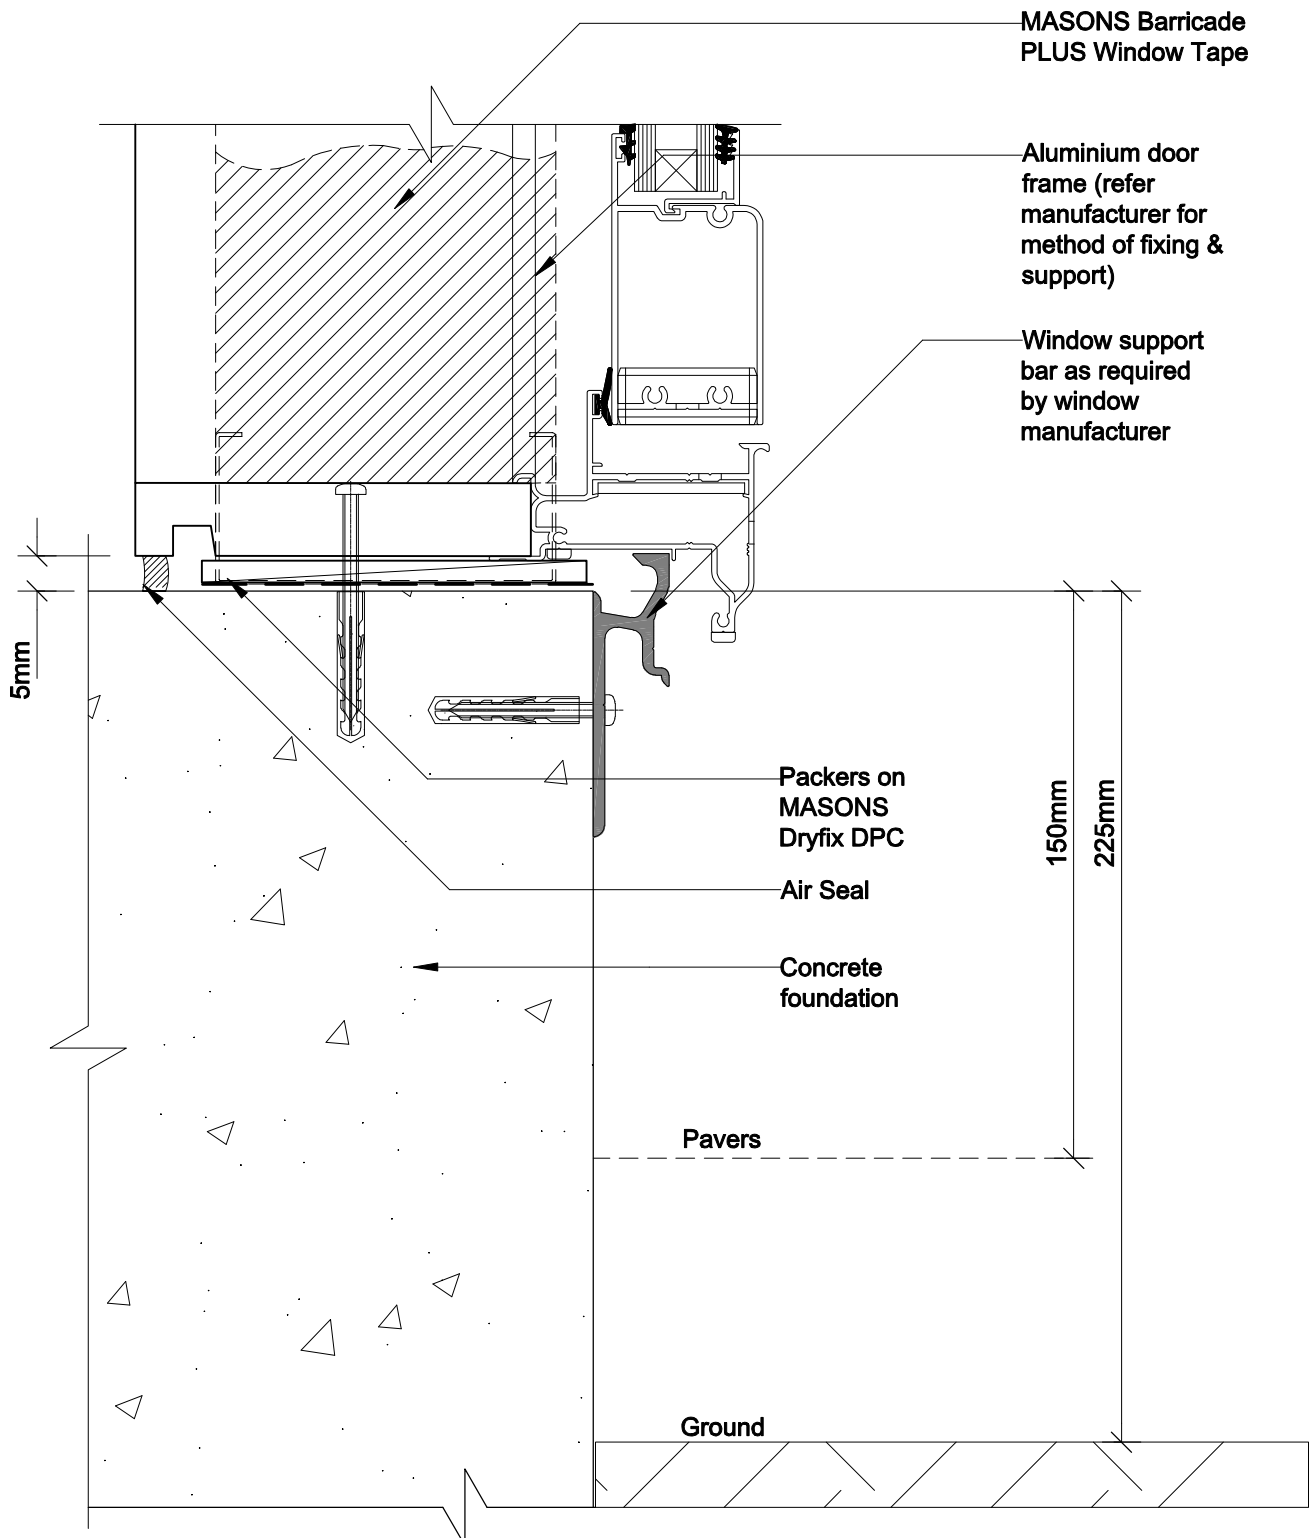 MASONS Barricade
PLUS Window Tape
Aluminium door
frame (refer
manufacturer for
method of fixing &
support)
Window support
bar as required
by window
manufacturer
5mm
Packers on
MASONS
Dryfix DPC
150mm
225mm
Air Seal
Concrete
foundation
Pavers
Ground